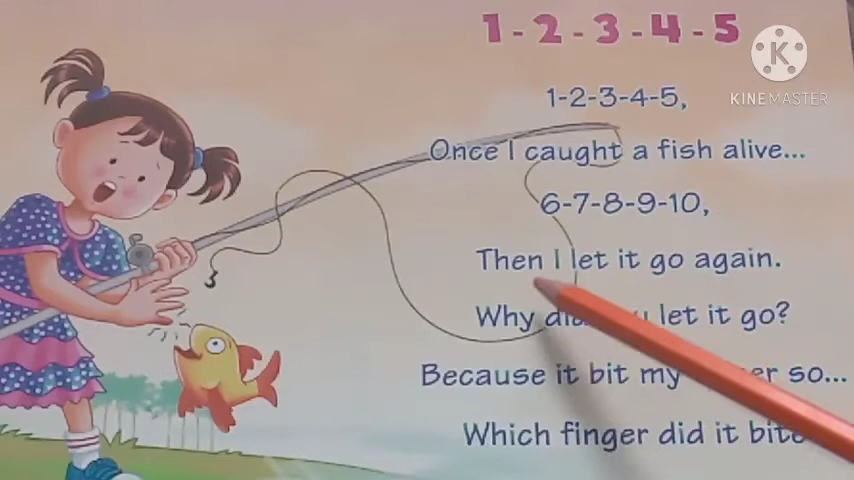 1-2-3-4-5
K
KINEMASTER
1-2-3-4-5,
Once I caught a fish alive...
6-7-8-9-10,
Then I let it go again.
Why let it go?
Because it bit my so...
Which finger did it